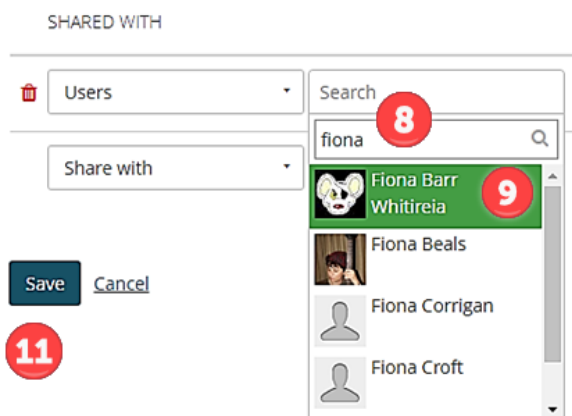 SHARED WITH
Users
Search
8
fiona
Share with
Fiona Barr
Whitireia
9
Fiona Beals
Save
Cancel
Fiona Corrigan
11
Fiona Croft